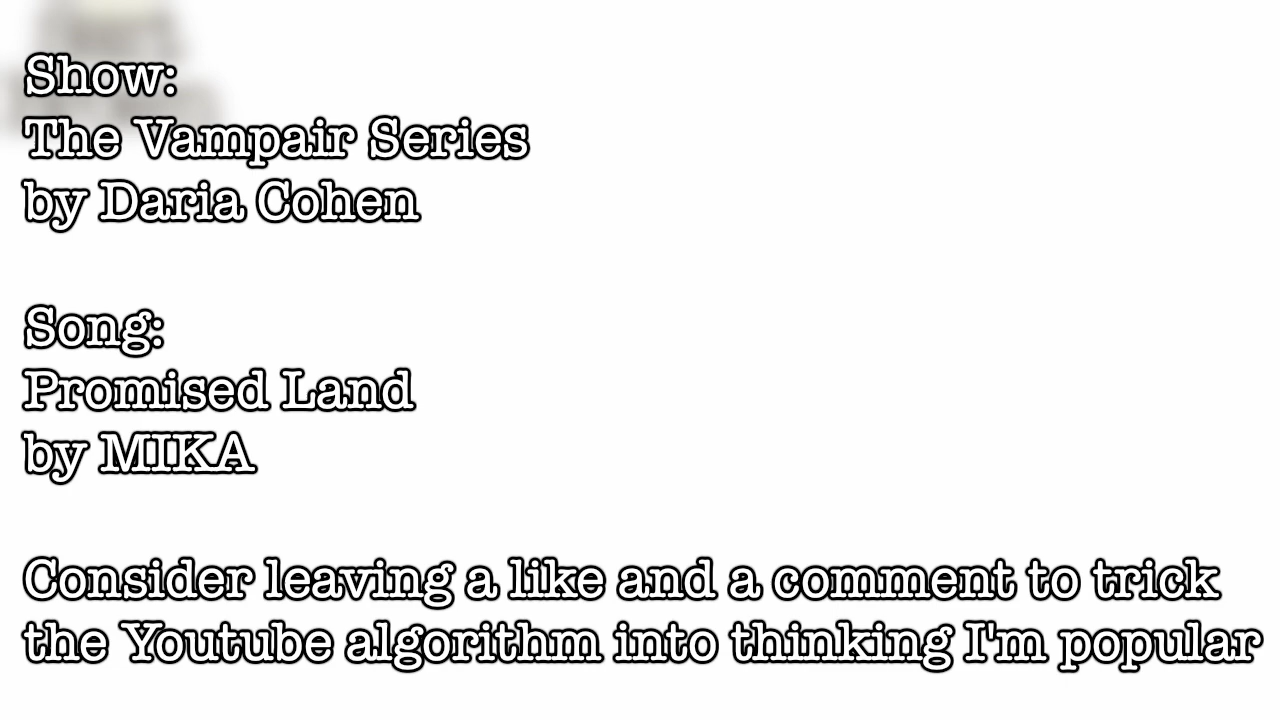 Show:
The Vampair Series
by Daria Cohen
Song:
Promised Land
by MIKA
Consider leaving a like and a comment to trick
the Youtube algorithm into thinking I'm popular